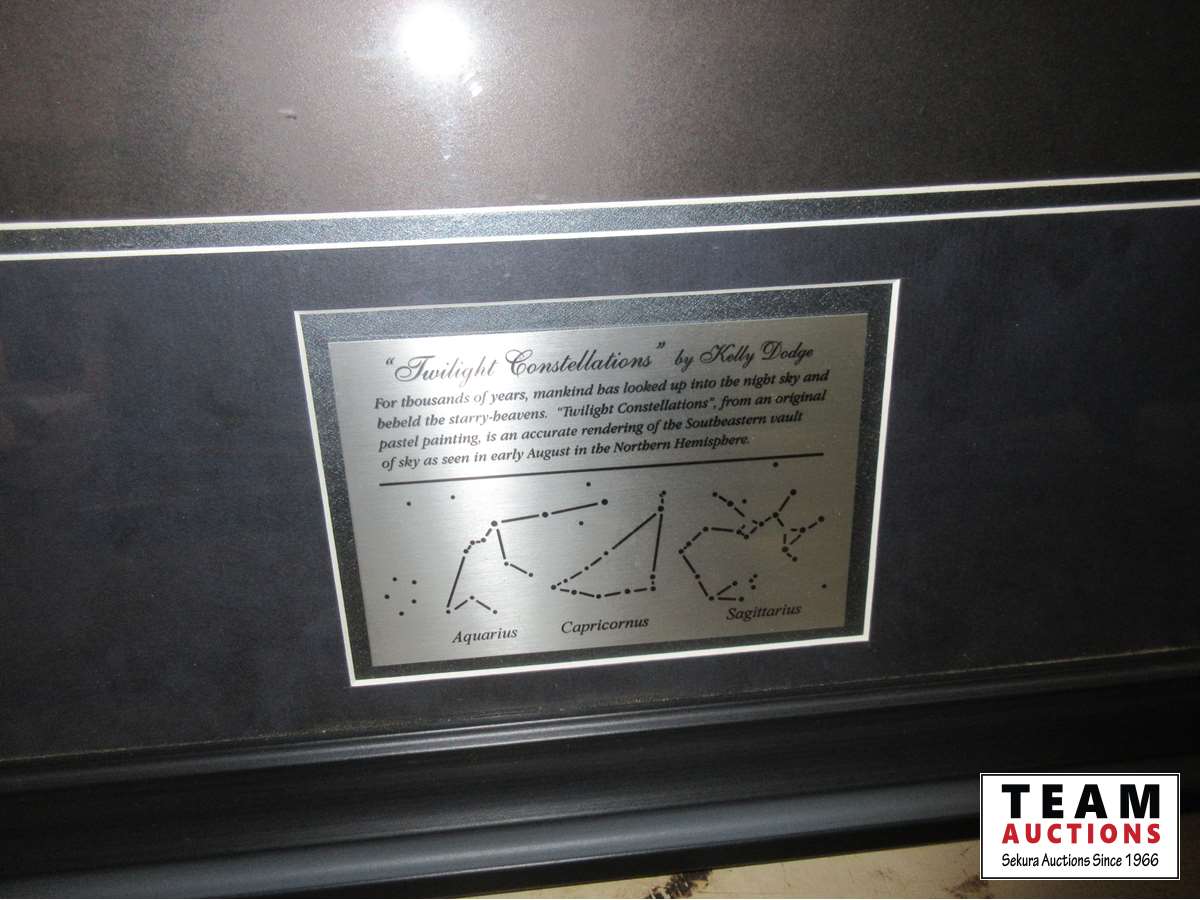 “Twilight Constellations” by Kelly Dodge
For thousands of years, mankind has looked up into the night sky and
beheld the starry-heavens. “Twilight Constellations”, from an original
pastel painting, is an accurate rendering of the Southeastern vault
of sky as seen in early August in the Northern Hemisphere.
Aquarius Capricornus Sagittarius
TEAM
AUCTIONS
Sekura Auctions Since 1966